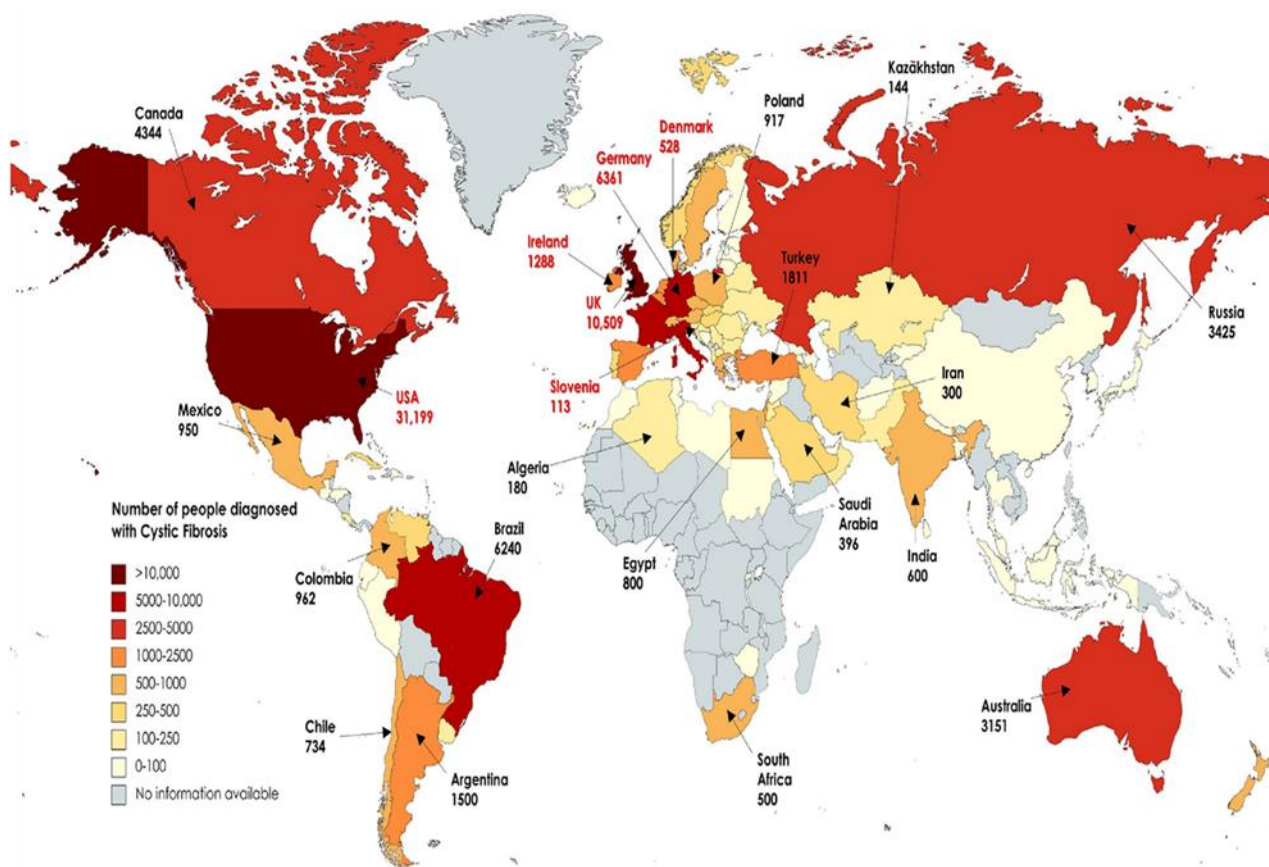 Kazäkhstan
144
Poland
917
Canada
4344
Denmark
528
Germany
6361
Ireland
1288
Turkey
1811
UK
10,509
Russia
3425
Iran
300
Slovenia
113
USA
31,199
Mexico
950
Algeria
180
Saudi
Arabia
396
Number of people diagnosed
with Cystic Fibrosis
>10,000
5000-10,000
2500-5000
1000-2500
500-1000
250-500
100-250
0-100
No information available
Brazil
6240
Egypt
800
India
600
Colombia
962
Australia
3151
Chile
734
Argentina
1500
South
Africa
500